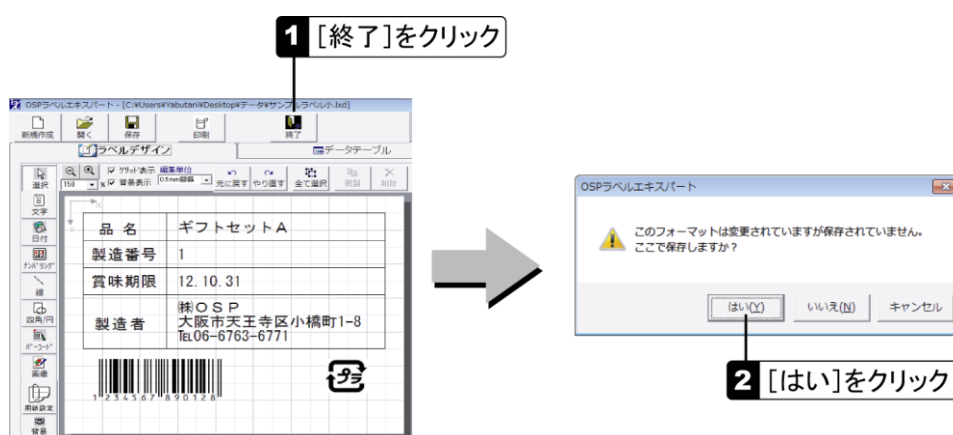 1 [終了]をクリック
OSPラベルエキスパート - [C:¥Users¥Yabutani¥Desktop¥データ¥サンプルラベル小.lxd]
新規作成 開く 保存 印刷 終了
ラベルデザイン データテーブル
選択 150 % グリッド表示 背景表示 編集単位 0.5mm間隔 元に戻す やり直す 全て選択 複製 削除
文字
日付
ナンバリング
線
四角/円
バーコード
画像
用紙設定
背景
品名 ギフトセットA
製造番号 1
賞味期限 12.10.31
製造者 ㈱OSP
大阪市天王寺区小橋町1-8
℡06-6763-6771
1 2 3 4 5 6 7 8 9 0 1 2 8
プラ
OSPラベルエキスパート
このフォーマットは変更されていますが保存されていません。
ここで保存しますか？
はい(Y) いいえ(N) キャンセル
2 [はい]をクリック